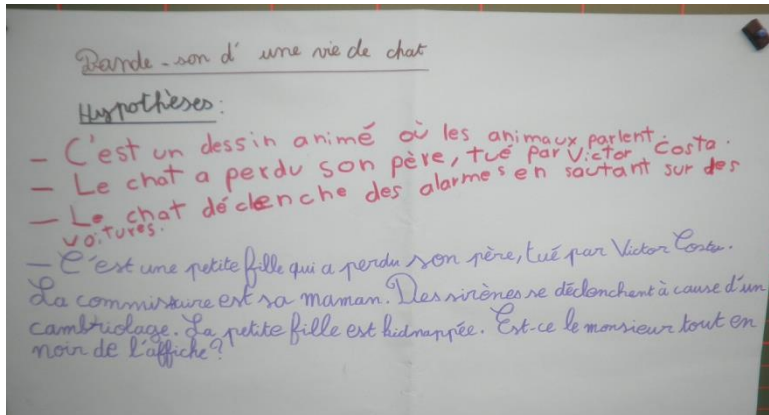 Bande-son d'une vie de chat
Hypothèses:
- C'est un dessin animé où les animaux parlent.
- Le chat a perdu son père, tué par Victor Costa.
- Le chat déclenche des alarmes en sautant sur des
voitures.
- C'est une petite fille qui a perdu son père, tué par Victor Costa.
La commissaire est sa maman. Des sirènes se déclenchent à cause d'un
cambriolage. La petite fille est kidnappée. Est-ce le monsieur tout en
noir de l'affiche?